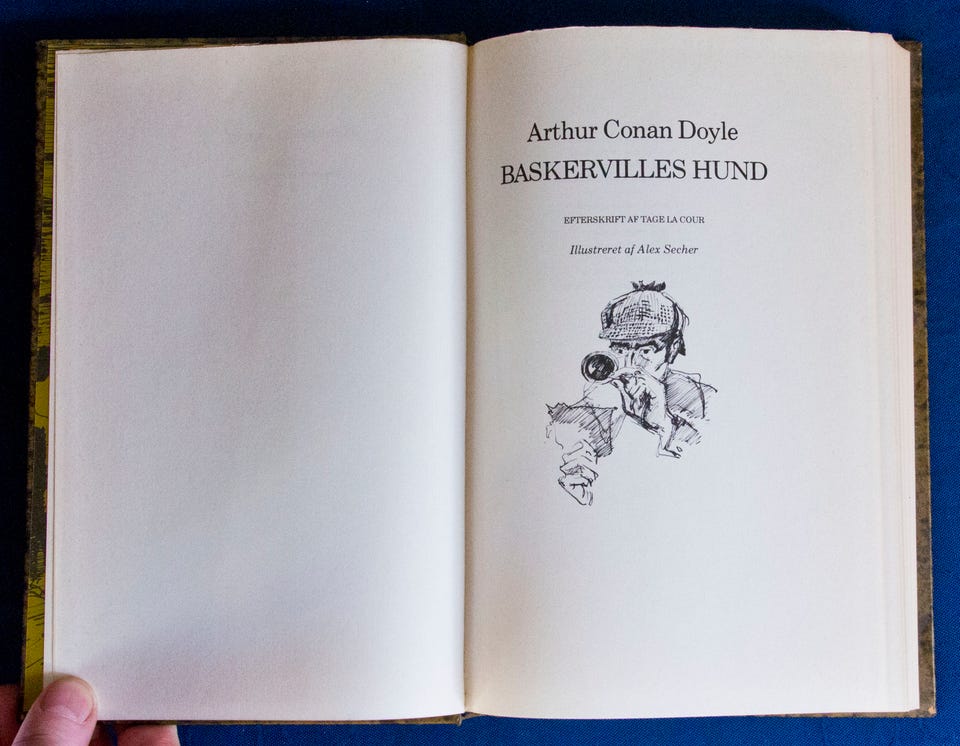 Arthur Conan Doyle
BASKERVILLES HUND
EFTERSKRIFT AF TAGE LA COUR
Illustreret af Alex Secher